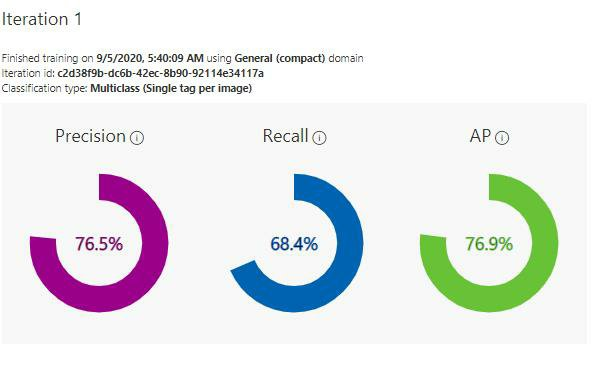 Iteration 1
Finished training on 9/5/2020, 5:40:09 AM using General (compact) domain
Iteration id: c2d38f9b-dc6b-42ec-8b90-92114e34117a
Classification type: Multiclass (Single tag per image)
Precision ⓘ Recall ⓘ AP ⓘ
76.5% 68.4% 76.9%